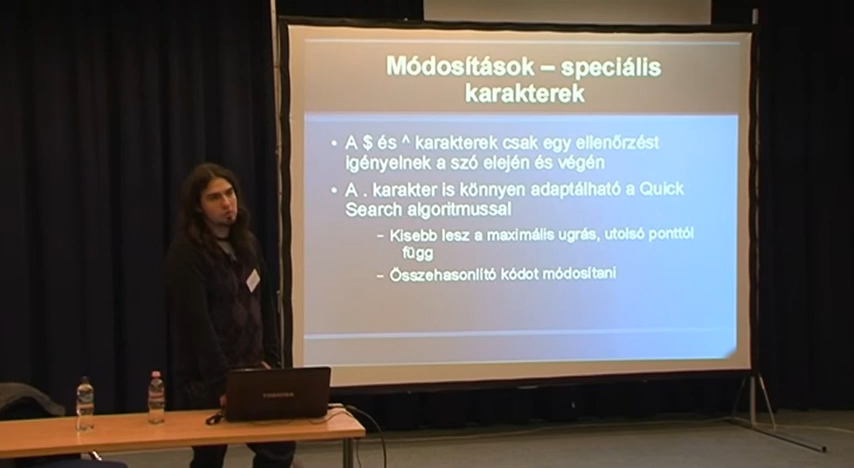 Módosítások – speciális
karakterek
• A $ és ^ karakterek csak egy ellenőrzést
igényelnek a szó elején és végén
• A . karakter is könnyen adaptálható a Quick
Search algoritmussal
– Kisebb lesz a maximális ugrás, utolsó ponttól
függ
– Összehasonlító kódot módosítani
TOSHIBA